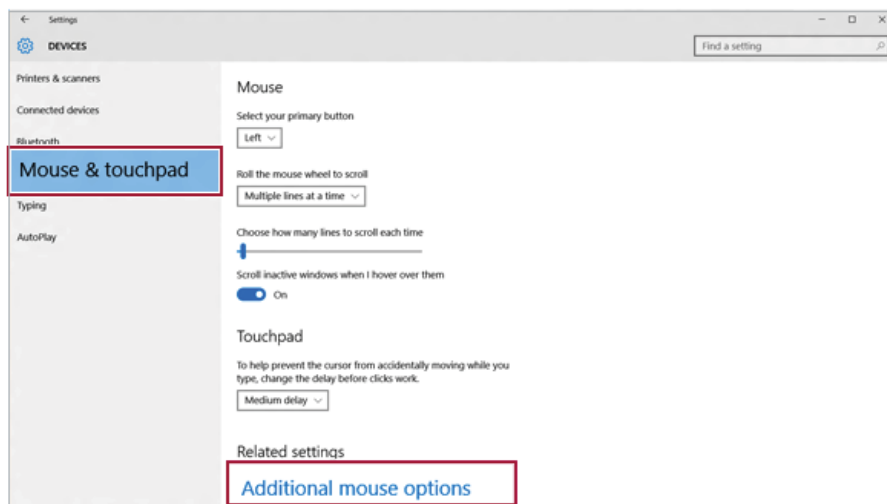 Settings
DEVICES
Find a setting
Printers & scanners
Connected devices
Bluetooth
Mouse & touchpad
Typing
AutoPlay
Mouse
Select your primary button
Left
Roll the mouse wheel to scroll
Multiple lines at a time
Choose how many lines to scroll each time
Scroll inactive windows when I hover over them
On
Touchpad
To help prevent the cursor from accidentally moving while you
type, change the delay before clicks work.
Medium delay
Related settings
Additional mouse options